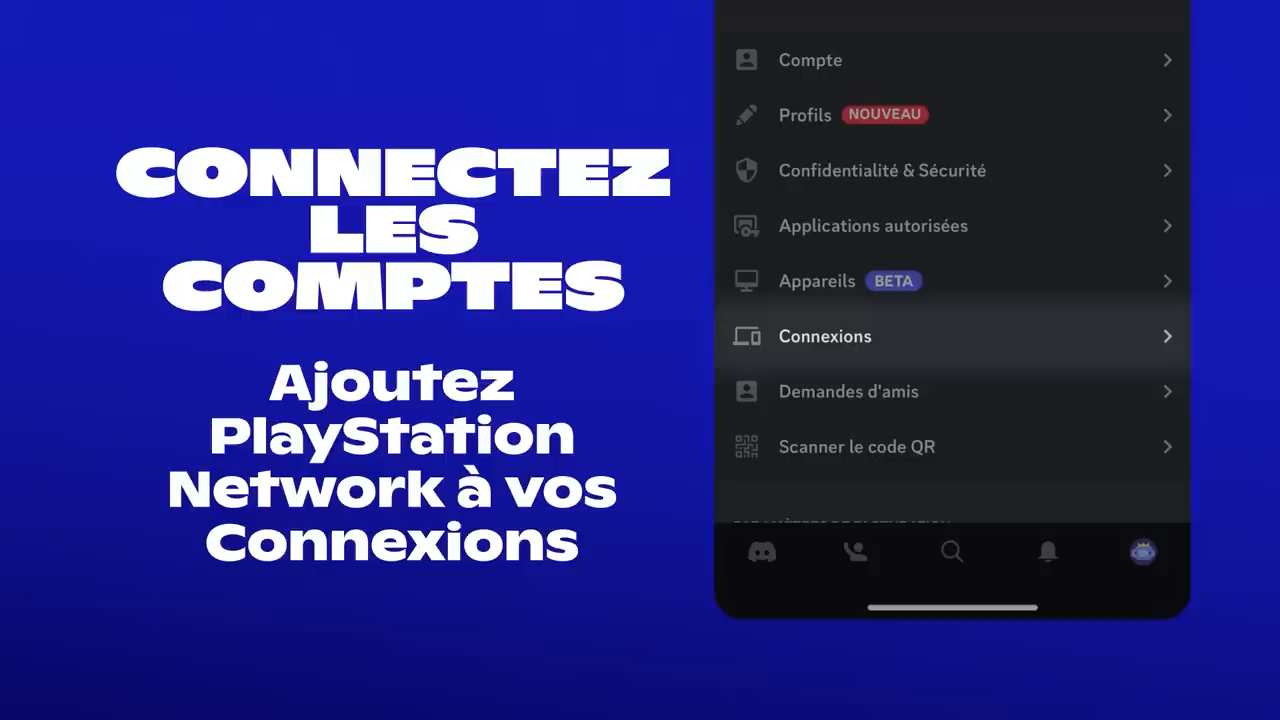 CONNECTEZ
LES
COMPTES
Ajoutez
PlayStation
Network à vos
Connexions
Compte
Profils NOUVEAU
Confidentialité & Sécurité
Applications autorisées
Appareils BETA
Connexions
Demandes d'amis
Scanner le code QR